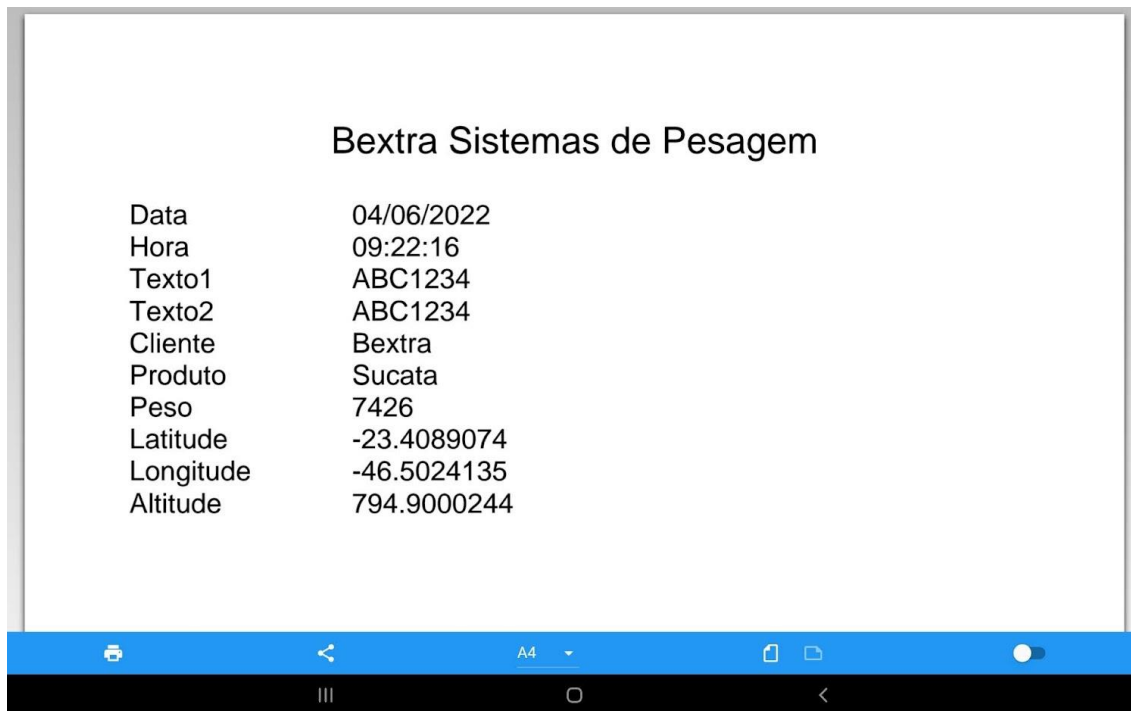 Bextra Sistemas de Pesagem
Data 04/06/2022
Hora 09:22:16
Texto1 ABC1234
Texto2 ABC1234
Cliente Bextra
Produto Sucata
Peso 7426
Latitude -23.4089074
Longitude -46.5024135
Altitude 794.9000244
A4